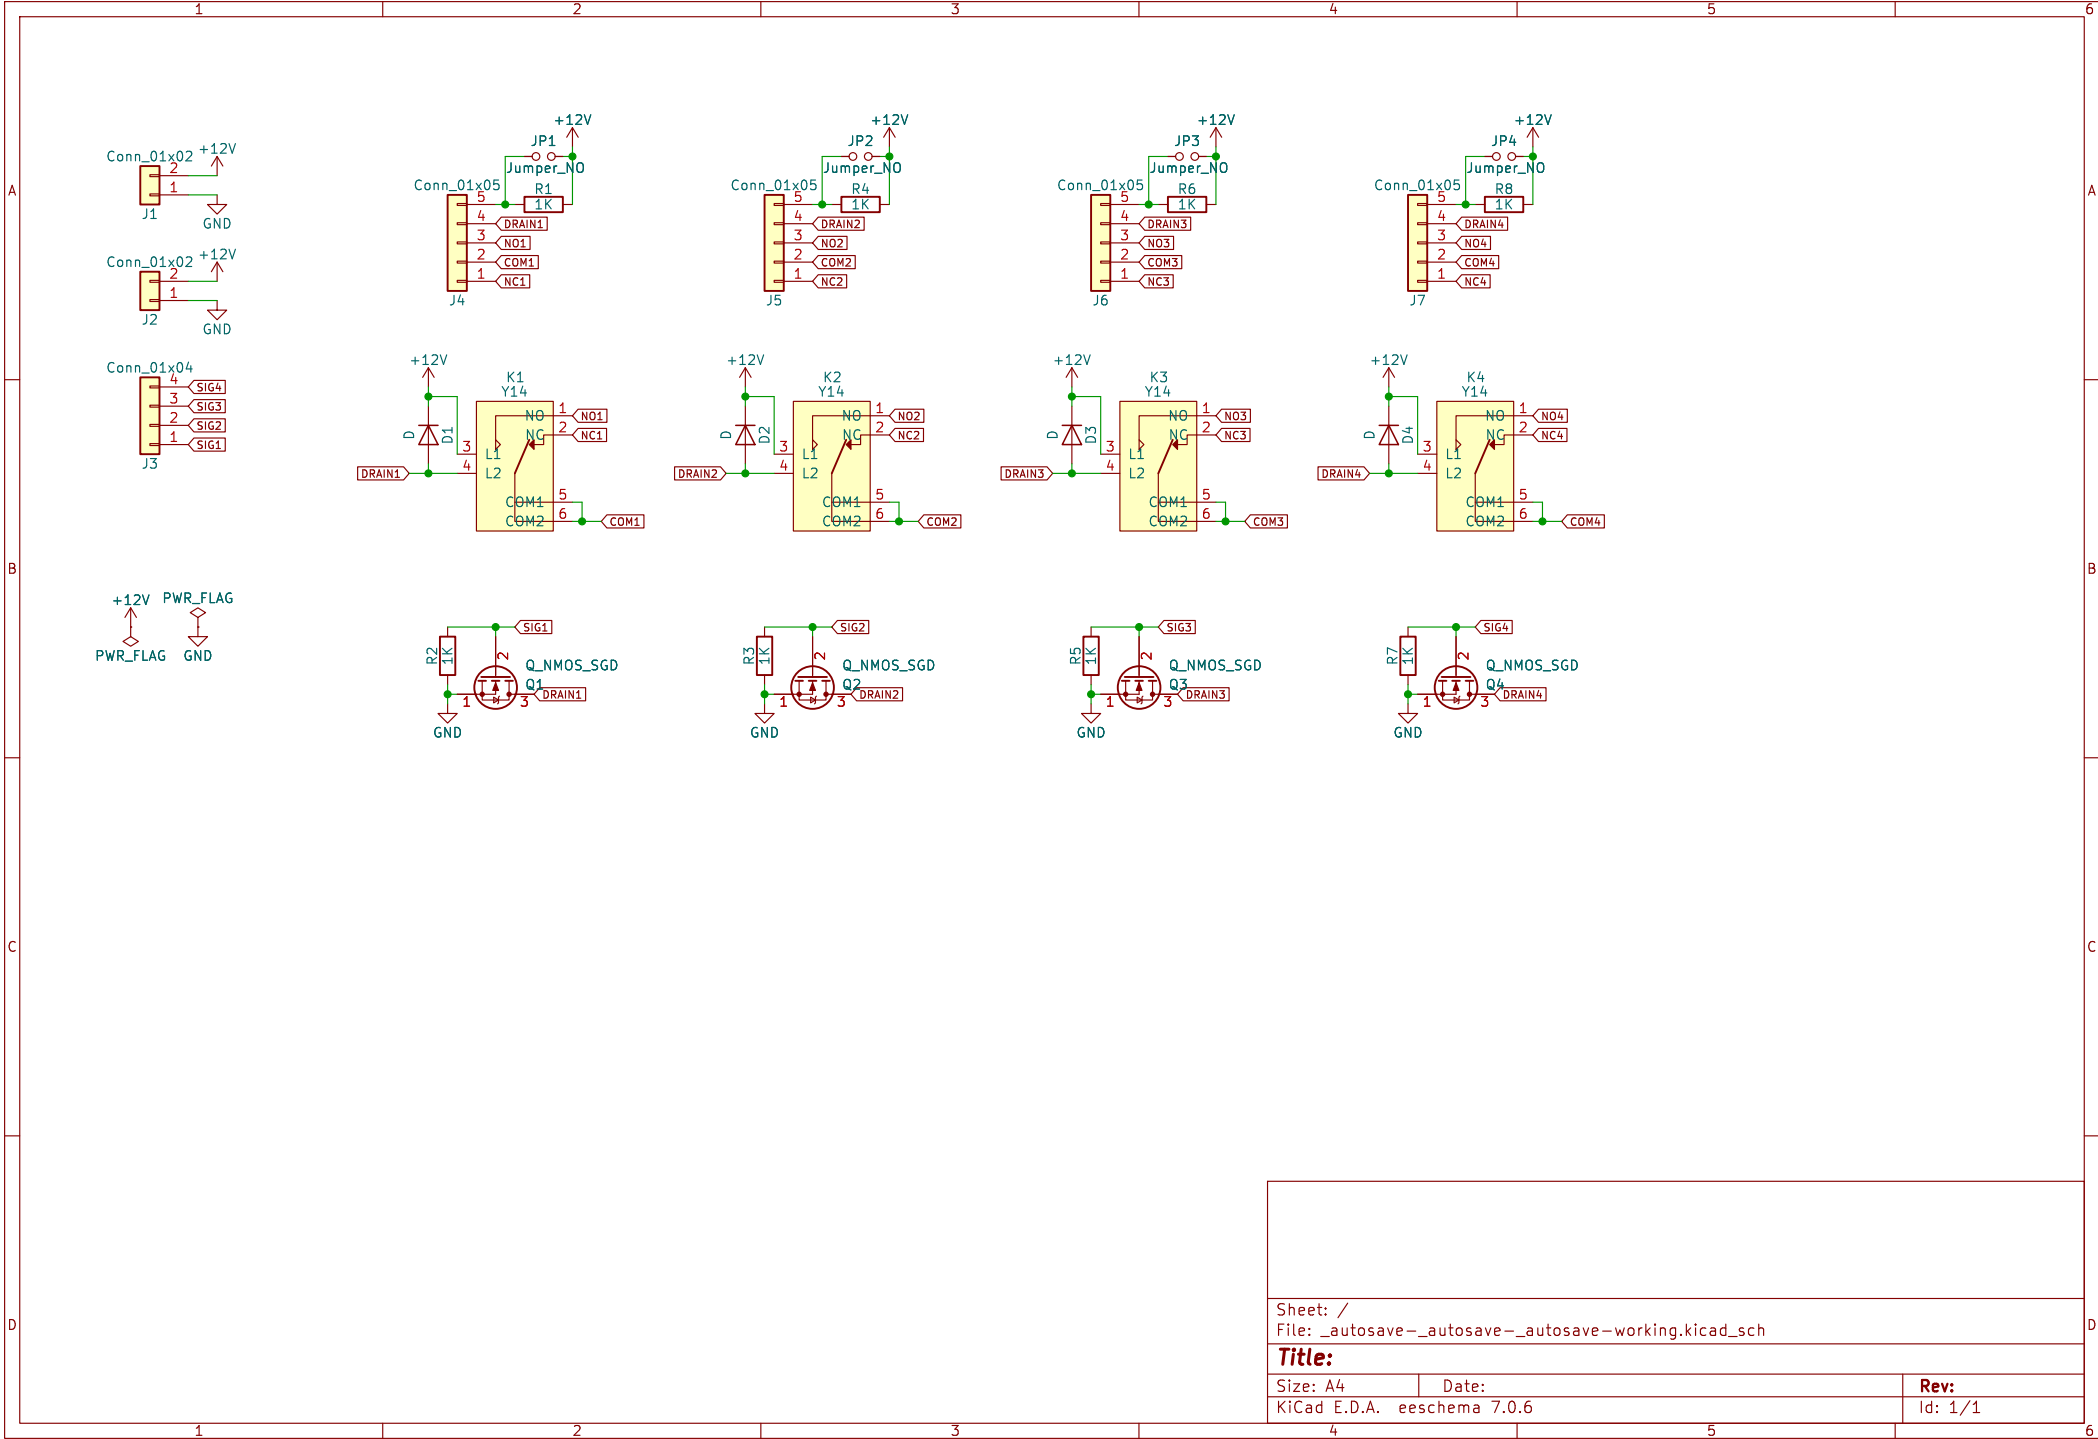 1 2 3 4 5 6
+12V +12V +12V +12V
JP1 JP2 JP3 JP4
Conn_01x02 +12V Jumper_NO Jumper_NO Jumper_NO Jumper_NO
2
1
J1
GND
A A
Conn_01x05 R1 Conn_01x05 R4 Conn_01x05 R6 Conn_01x05 R8
5 1K 5 1K 5 1K 5 1K
4 DRAIN1 4 DRAIN2 4 DRAIN3 4 DRAIN4
3 NO1 3 NO2 3 NO3 3 NO4
2 COM1 2 COM2 2 COM3 2 COM4
1 NC1 1 NC2 1 NC3 1 NC4
J4 J5 J6 J7
Conn_01x02 +12V
2
1
J2
GND
Conn_01x04
4 SIG4
3 SIG3
2 SIG2
1 SIG1
J3
+12V +12V +12V +12V
K1 K2 K3 K4
Y14 Y14 Y14 Y14
NO 1 NO1 NO 1 NO2 NO 1 NO3 NO 1 NO4
D D1 NC 2 NC1 D D2 NC 2 NC2 D D3 NC 2 NC3 D D4 NC 2 NC4
3 L1 3 L1 3 L1 3 L1
DRAIN1 4 L2 DRAIN2 4 L2 DRAIN3 4 L2 DRAIN4 4 L2
COM1 5 COM1 5 COM1 5 COM1 5
COM2 6 COM1 COM2 6 COM2 COM2 6 COM3 COM2 6 COM4
B B
+12V PWR_FLAG
PWR_FLAG GND
SIG1 SIG2 SIG3 SIG4
R2 1K 2 R3 1K 2 R5 1K 2 R7 1K 2
Q_NMOS_SGD Q_NMOS_SGD Q_NMOS_SGD Q_NMOS_SGD
Q1 Q2 Q3 Q4
1 3 DRAIN1 1 3 DRAIN2 1 3 DRAIN3 1 3 DRAIN4
GND GND GND GND
C C
D D
Sheet: /
File: _autosave-_autosave-_autosave-working.kicad_sch
Title:
Size: A4 Date: Rev:
KiCad E.D.A. eeschema 7.0.6 Id: 1/1
1 2 3 4 5 6